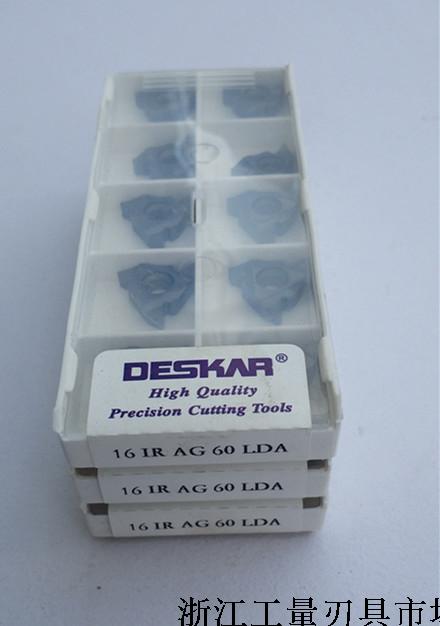 DESKAR®
High Quality
Precision Cutting Tools
16 IR AG 60 LDA
16 IR AG 60 LDA
16 IR AG 60 LDA
浙江工量刃具市场